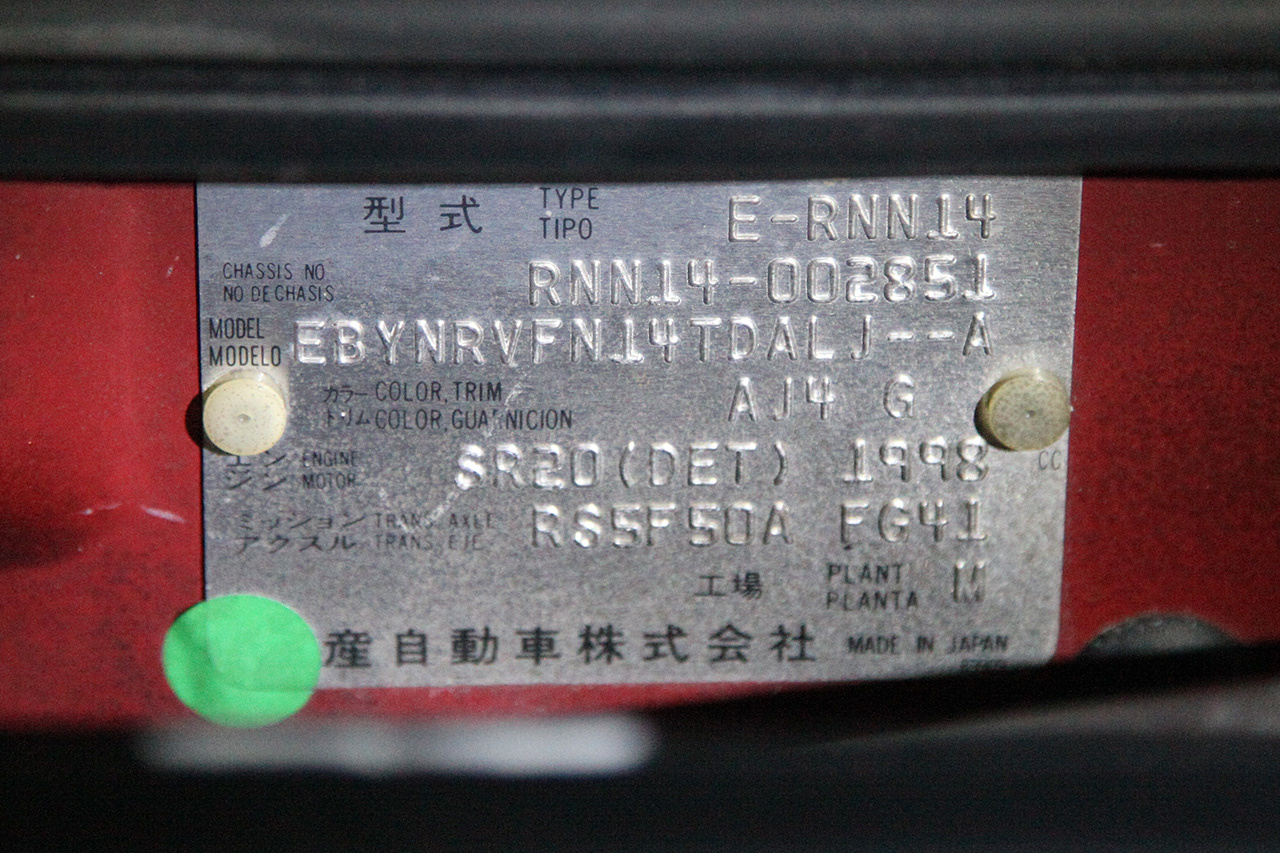 型式 TYPE E-RNN14
TIPO
CHASSIS NO RNN14-002851
NO DE CHASIS
MODEL EBYNRVFN14TDALJ--A
MODELO
カラー COLOR, TRIM AJ4 G
トリム COLOR, GUARNICION
エンジン ENGINE SR20(DET) 1998 CC
MOTOR
ミッション TRANS. AXLE RS5F50A FG41
アクスル TRANS. EJE
工場 PLANT M
PLANTA
産自動車株式会社 MADE IN JAPAN